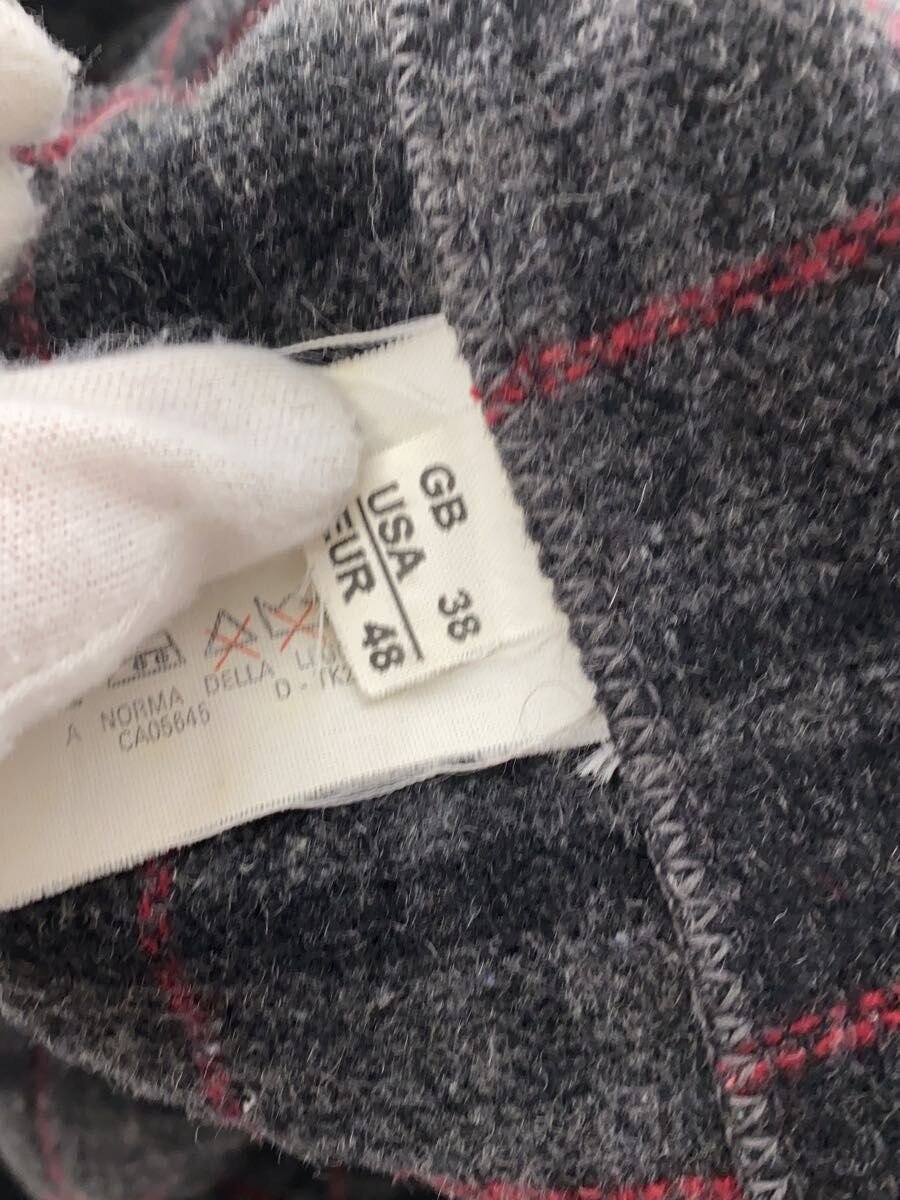 GB
USA 38
EUR 48
A NORMA DELLA
CA05645 D -